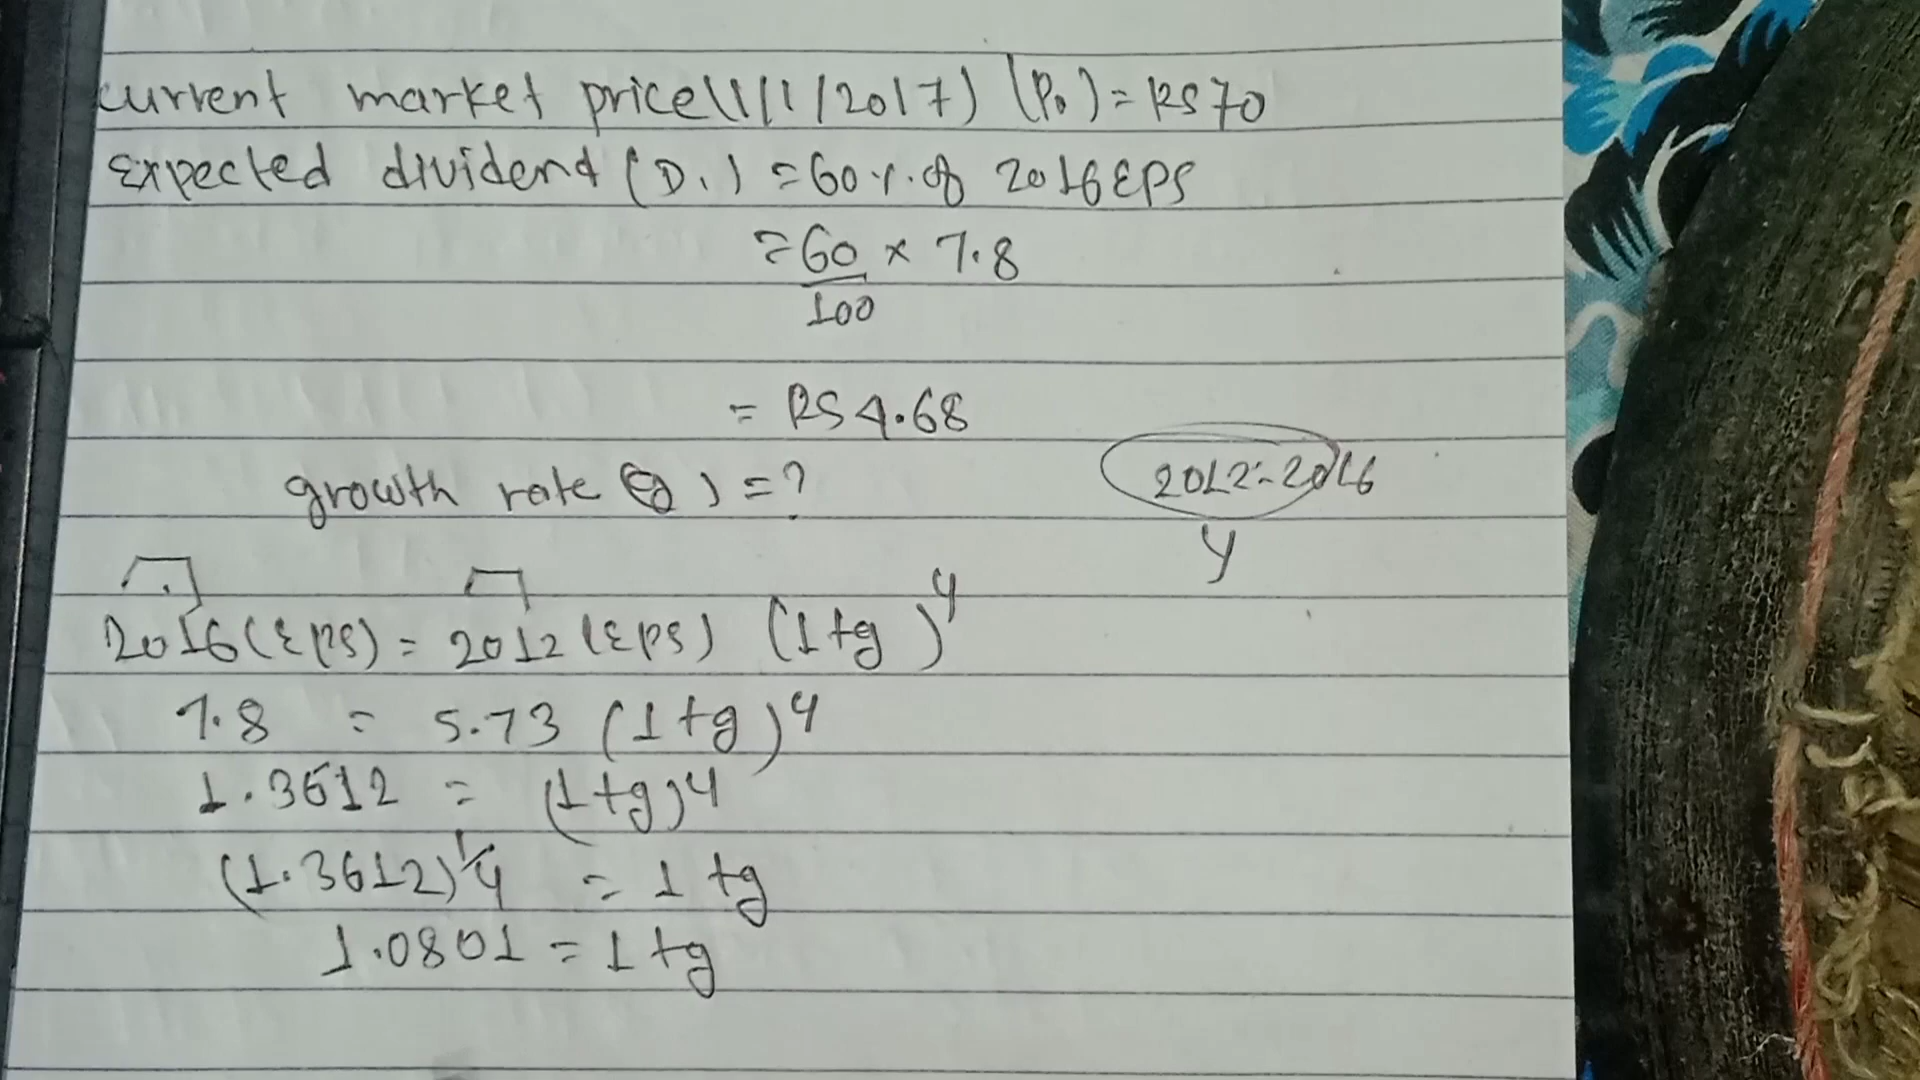 current market price (1/1/2017) (P₀) = RS 70
Expected dividend (D₁) = 60% of 2016 EPS
= 60/100 × 7.8
= RS 4.68
growth rate (g) = ?
2012-2016
4
2016 (EPS) = 2012 (EPS) (1+g)⁴
7.8 = 5.73 (1+g)⁴
1.3612 = (1+g)⁴
(1.3612)^1/4 = 1+g
1.0801 = 1+g